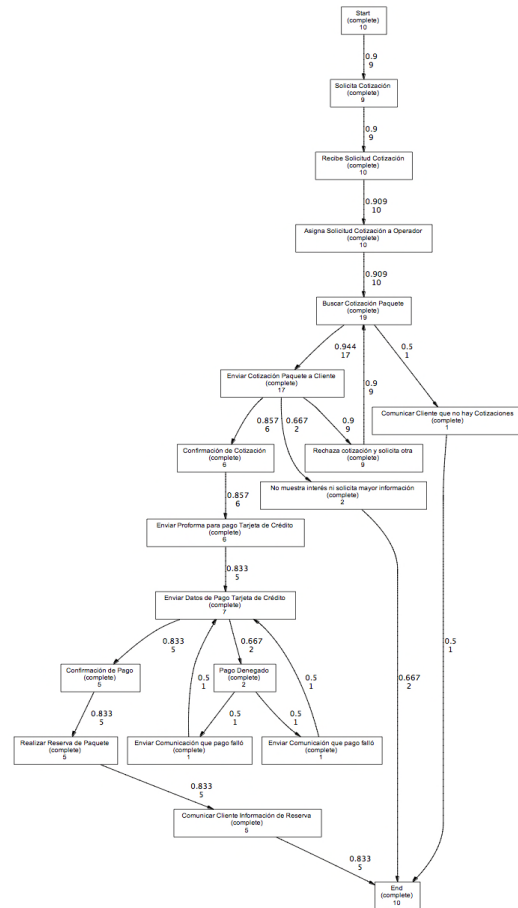 Start
(complete)
10
0.9
9
Solicita Cotización
(complete)
9
0.9
9
Recibe Solicitud Cotización
(complete)
10
0.909
10
Asigna Solicitud Cotización a Operador
(complete)
10
0.909
10
Buscar Cotización Paquete
(complete)
19
0.944
17
0.5
1
Enviar Cotización Paquete a Cliente
(complete)
17
0.9
9
Comunicar Cliente que no hay Cotizaciones
(complete)
1
0.857
6
0.667
2
0.9
9
Confirmación de Cotización
(complete)
6
Rechaza cotización y solicita otra
(complete)
9
No muestra interés ni solicita mayor información
(complete)
2
0.857
6
Enviar Proforma para pago Tarjeta de Crédito
(complete)
6
0.833
5
Enviar Datos de Pago Tarjeta de Crédito
(complete)
7
0.833
5
0.667
2
0.5
1
0.5
1
0.667
2
0.5
1
Confirmación de Pago
(complete)
5
Pago Denegado
(complete)
2
0.833
5
0.5
1
0.5
1
Realizar Reserva de Paquete
(complete)
5
Enviar Comunicación que pago falló
(complete)
1
Enviar Comunicación que pago falló
(complete)
1
0.833
5
Comunicar Cliente Información de Reserva
(complete)
5
0.833
5
End
(complete)
10